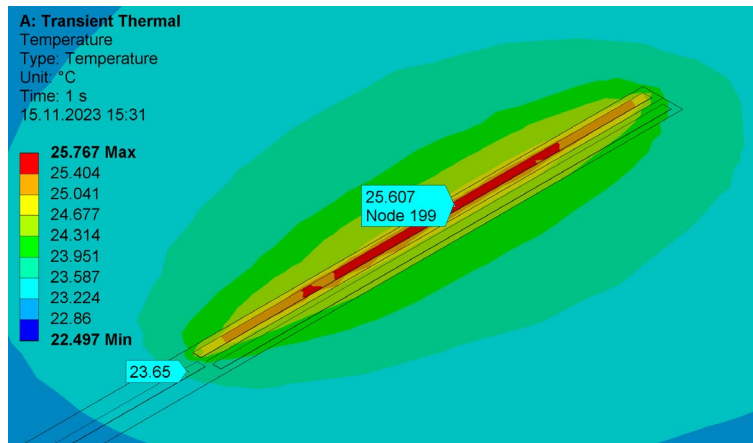 A: Transient Thermal
Temperature
Type: Temperature
Unit: °C
Time: 1 s
15.11.2023 15:31
25.767 Max
25.404
25.041
24.677
24.314
23.951
23.587
23.224
22.86
22.497 Min
25.607
Node 199
23.65